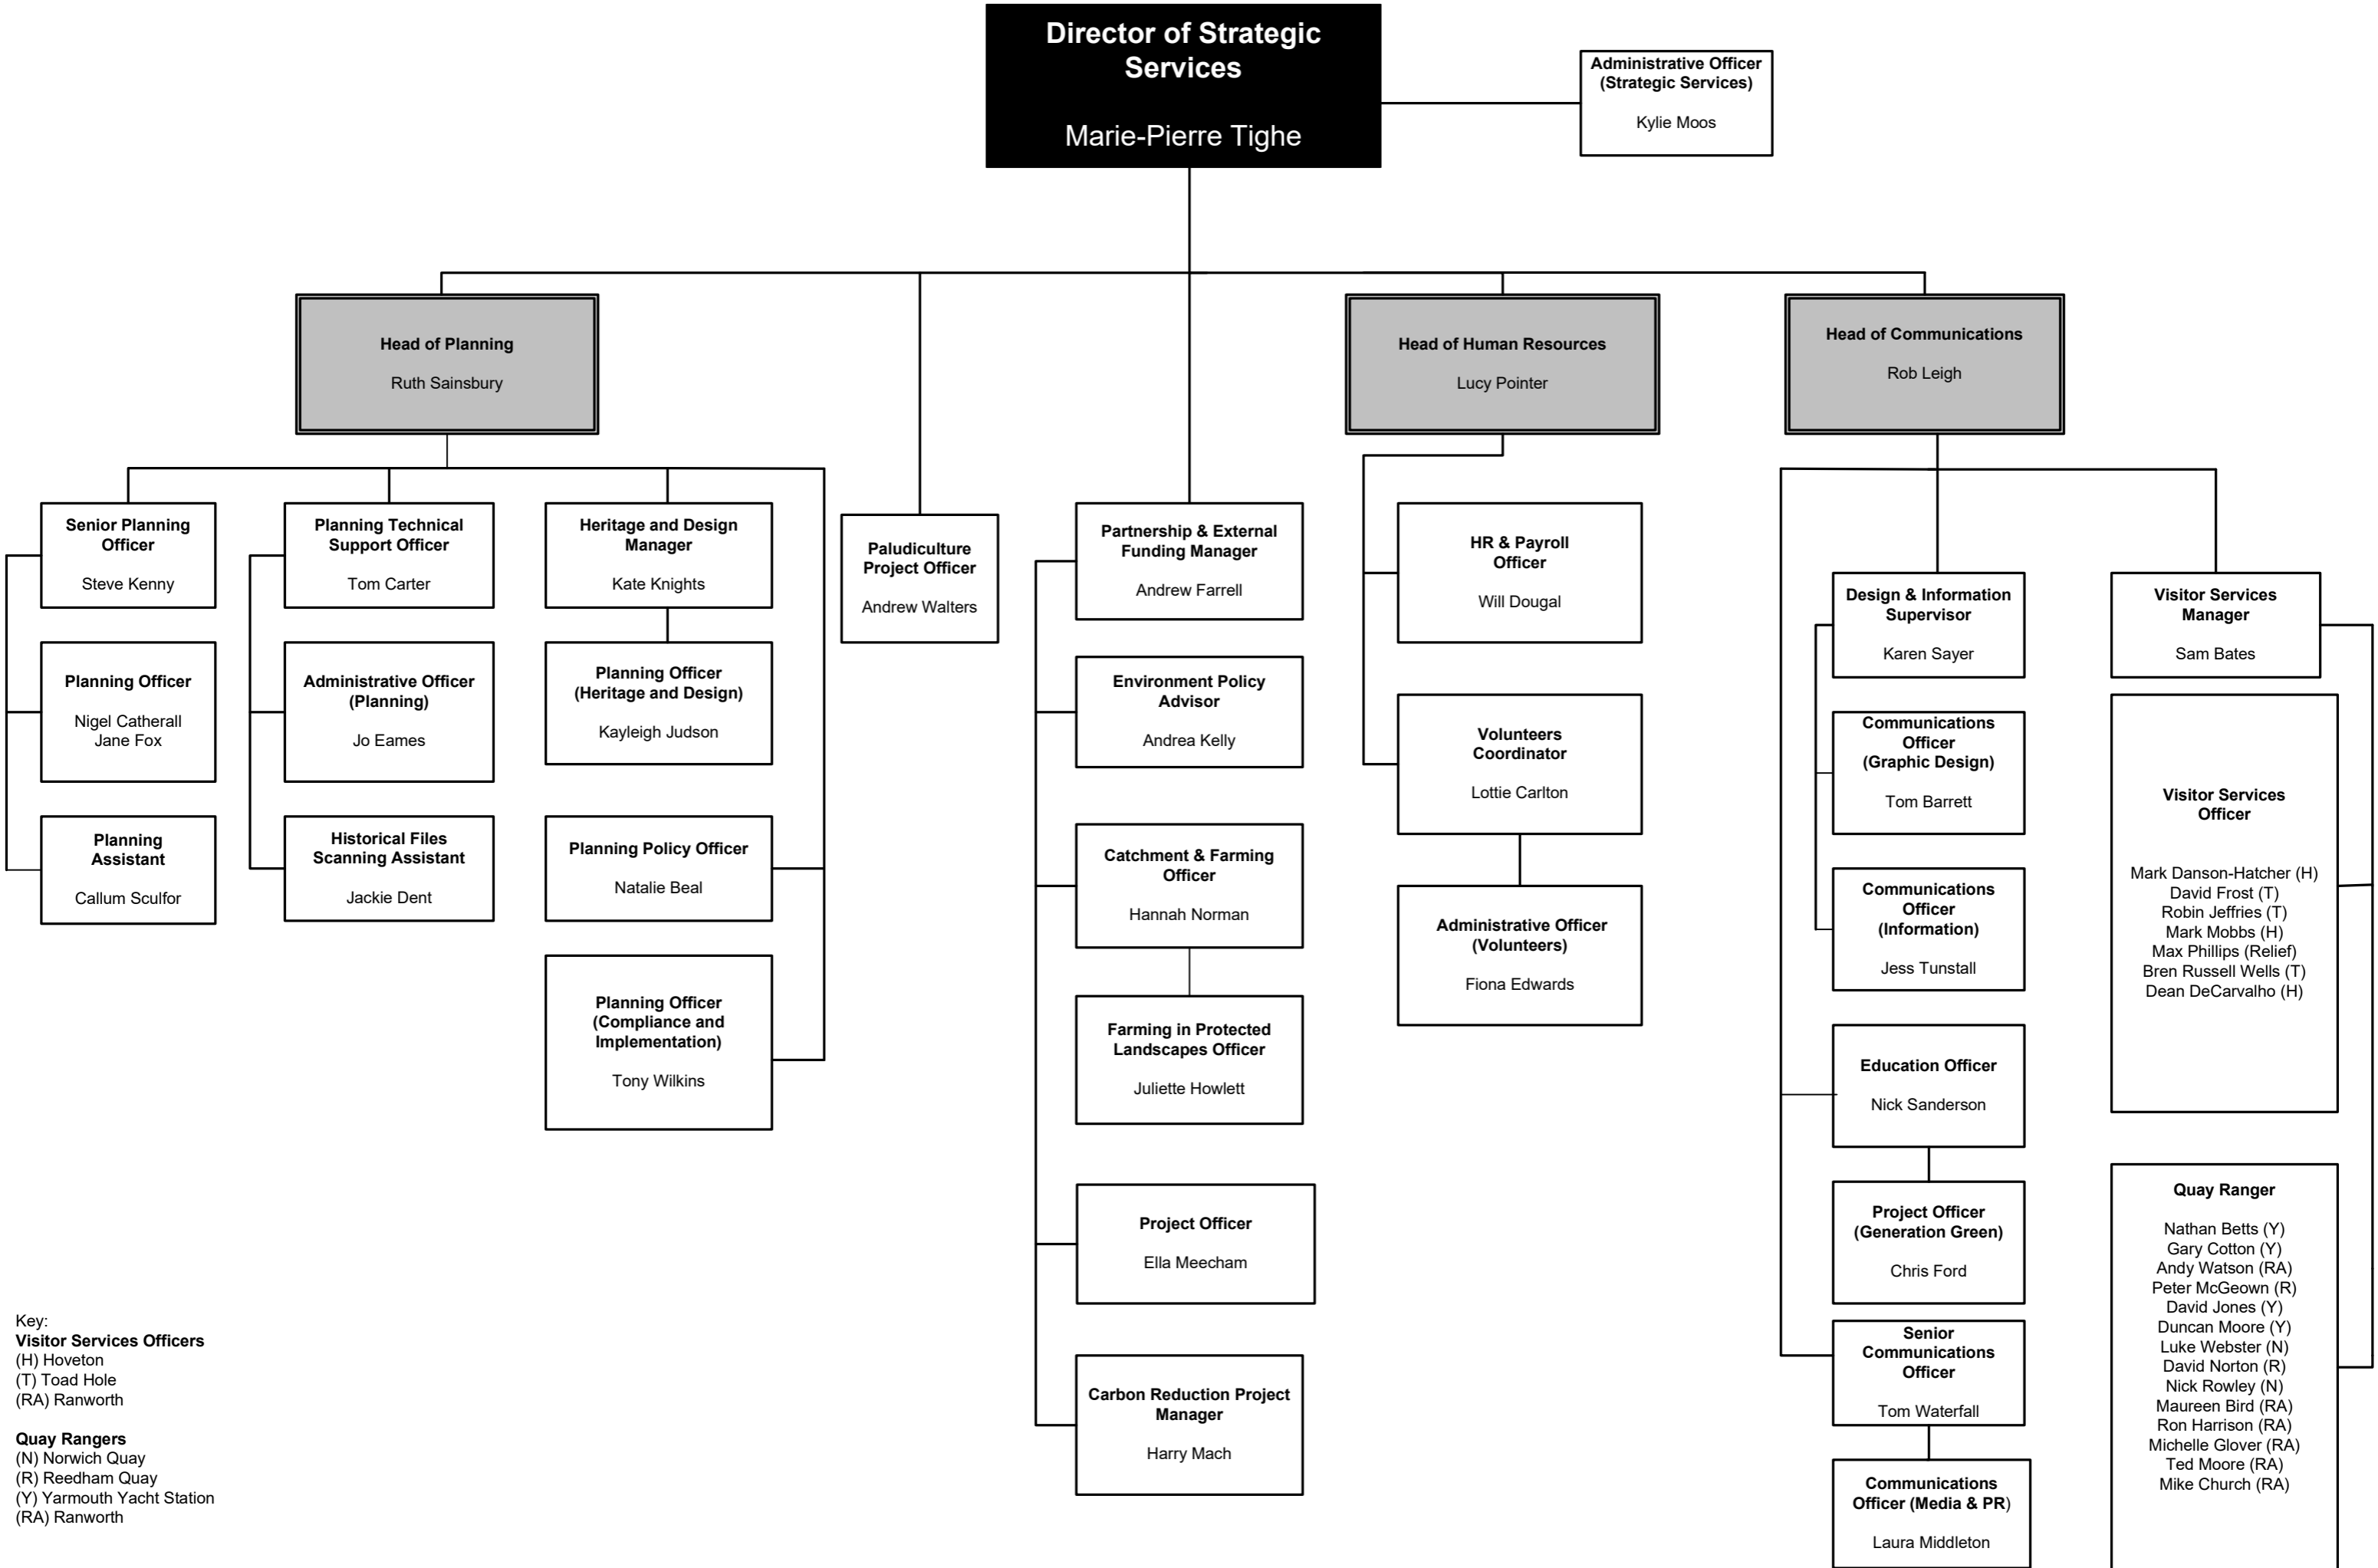 Director of Strategic
Services
Marie-Pierre Tighe
Administrative Officer
(Strategic Services)
Kylie Moos
Head of Planning
Ruth Sainsbury
Head of Human Resources
Lucy Pointer
Head of Communications
Rob Leigh
Senior Planning
Officer
Steve Kenny
Planning Officer
Nigel Catherall
Jane Fox
Planning
Assistant
Callum Sculfor
Planning Technical
Support Officer
Tom Carter
Administrative Officer
(Planning)
Jo Eames
Historical Files
Scanning Assistant
Jackie Dent
Heritage and Design
Manager
Kate Knights
Planning Officer
(Heritage and Design)
Kayleigh Judson
Planning Policy Officer
Natalie Beal
Planning Officer
(Compliance and
Implementation)
Tony Wilkins
Paludiculture
Project Officer
Andrew Walters
Partnership & External
Funding Manager
Andrew Farrell
Environment Policy
Advisor
Andrea Kelly
Catchment & Farming
Officer
Hannah Norman
Farming in Protected
Landscapes Officer
Juliette Howlett
Project Officer
Ella Meecham
Carbon Reduction Project
Manager
Harry Mach
HR & Payroll
Officer
Will Dougal
Volunteers
Coordinator
Lottie Carlton
Administrative Officer
(Volunteers)
Fiona Edwards
Design & Information
Supervisor
Karen Sayer
Communications
Officer
(Graphic Design)
Tom Barrett
Communications
Officer
(Information)
Jess Tunstall
Education Officer
Nick Sanderson
Project Officer
(Generation Green)
Chris Ford
Senior
Communications
Officer
Tom Waterfall
Communications
Officer (Media & PR)
Laura Middleton
Visitor Services
Manager
Sam Bates
Visitor Services
Officer
Mark Danson-Hatcher (H)
David Frost (T)
Robin Jeffries (T)
Mark Mobbs (H)
Max Phillips (Relief)
Bren Russell Wells (T)
Dean DeCarvalho (H)
Quay Ranger
Nathan Betts (Y)
Gary Cotton (Y)
Andy Watson (RA)
Peter McGeown (R)
David Jones (Y)
Duncan Moore (Y)
Luke Webster (N)
David Norton (R)
Nick Rowley (N)
Maureen Bird (RA)
Ron Harrison (RA)
Michelle Glover (RA)
Ted Moore (RA)
Mike Church (RA)
Key:
Visitor Services Officers
(H) Hoveton
(T) Toad Hole
(RA) Ranworth
Quay Rangers
(N) Norwich Quay
(R) Reedham Quay
(Y) Yarmouth Yacht Station
(RA) Ranworth